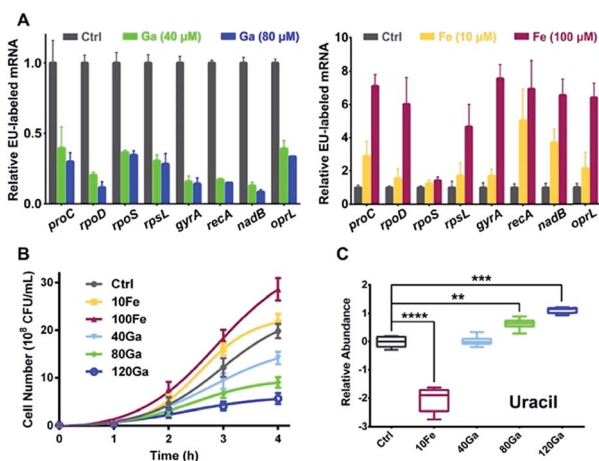 A
Ctrl Ga (40 µM) Ga (80 µM)
Relative EU-labeled mRNA
1.0
0.5
0.0
proC rpoD rpoS rpsL gyrA recA nadB oprL
Ctrl Fe (10 µM) Fe (100 µM)
Relative EU-labeled mRNA
10
8
6
4
2
0
proC rpoD rpoS rpsL gyrA recA nadB oprL
B
Cell Number (10⁸ CFU/mL)
30
20
10
0
Ctrl
10Fe
100Fe
40Ga
80Ga
120Ga
0 1 2 3 4
Time (h)
C
Relative Abundance
2
1
0
-1
-2
-3
***
**
****
Uracil
Ctrl 10Fe 40Ga 80Ga 120Ga